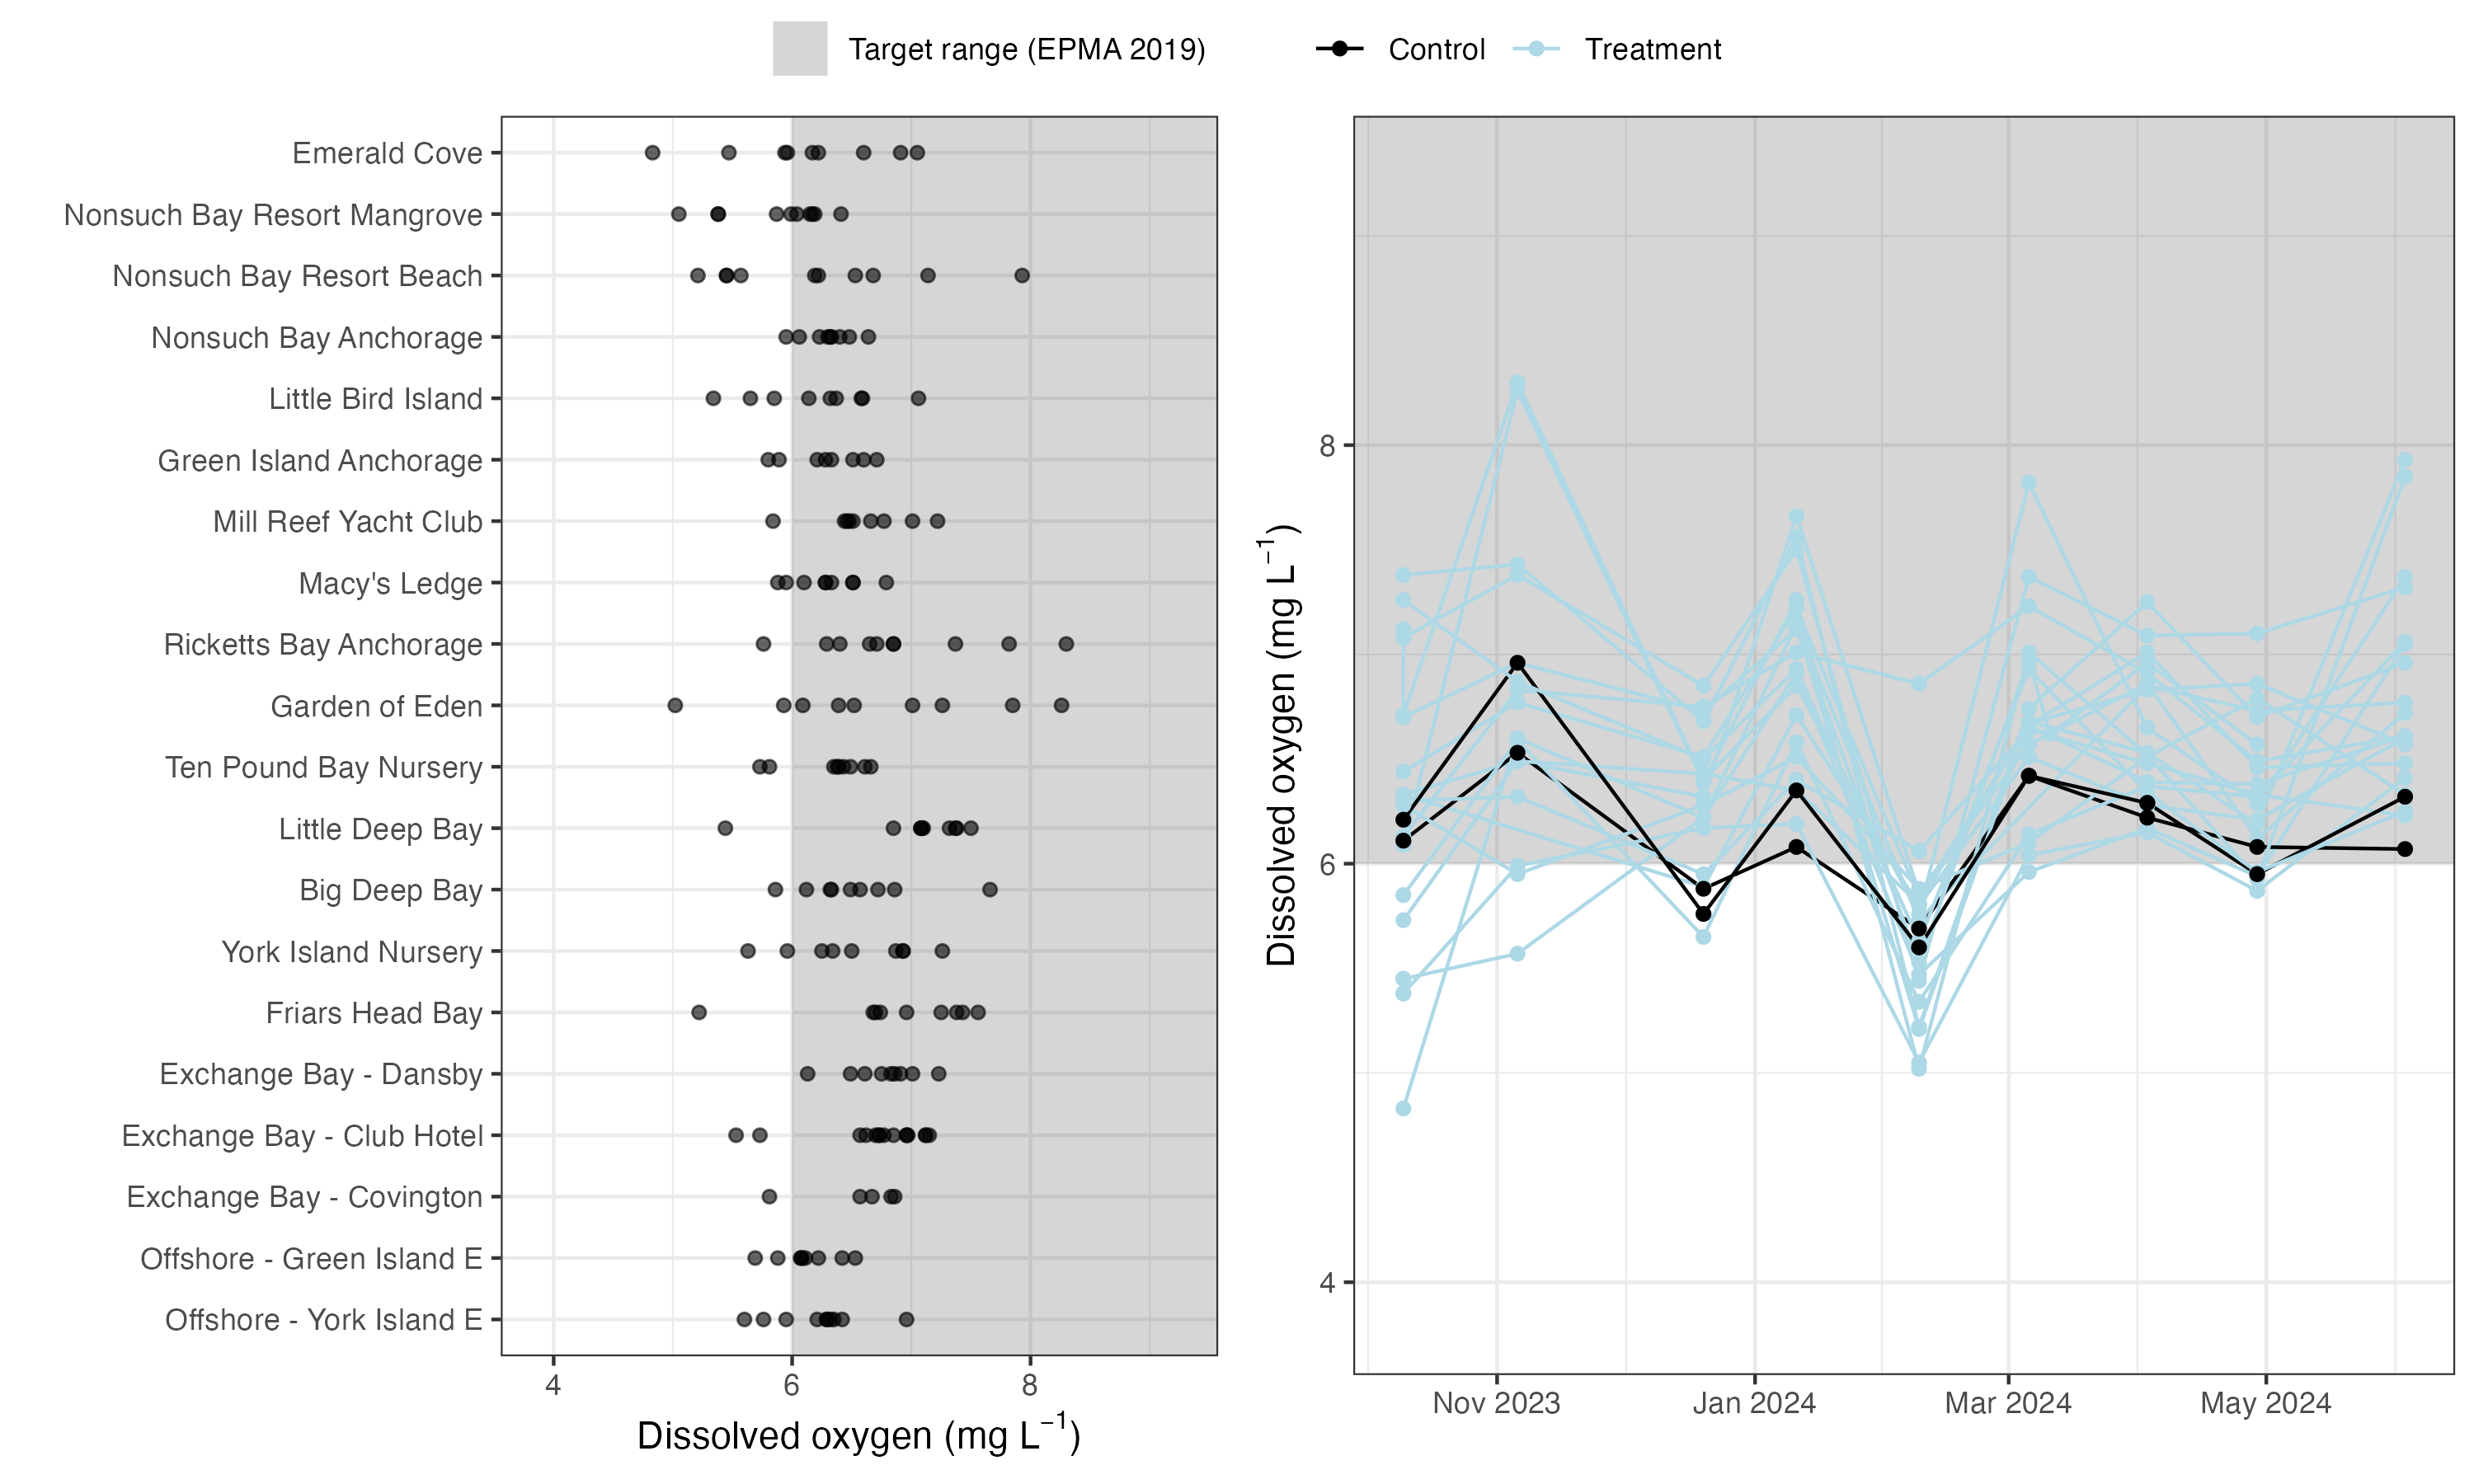 Target range (EPMA 2019)
Control
Treatment
Emerald Cove
Nonsuch Bay Resort Mangrove
Nonsuch Bay Resort Beach
Nonsuch Bay Anchorage
Little Bird Island
Green Island Anchorage
Mill Reef Yacht Club
Macy's Ledge
Ricketts Bay Anchorage
Garden of Eden
Ten Pound Bay Nursery
Little Deep Bay
Big Deep Bay
York Island Nursery
Friars Head Bay
Exchange Bay - Dansby
Exchange Bay - Club Hotel
Exchange Bay - Covington
Offshore - Green Island E
Offshore - York Island E
4 6 8
Dissolved oxygen (mg L⁻¹)
Dissolved oxygen (mg L⁻¹)
8
6
4
Nov 2023 Jan 2024 Mar 2024 May 2024